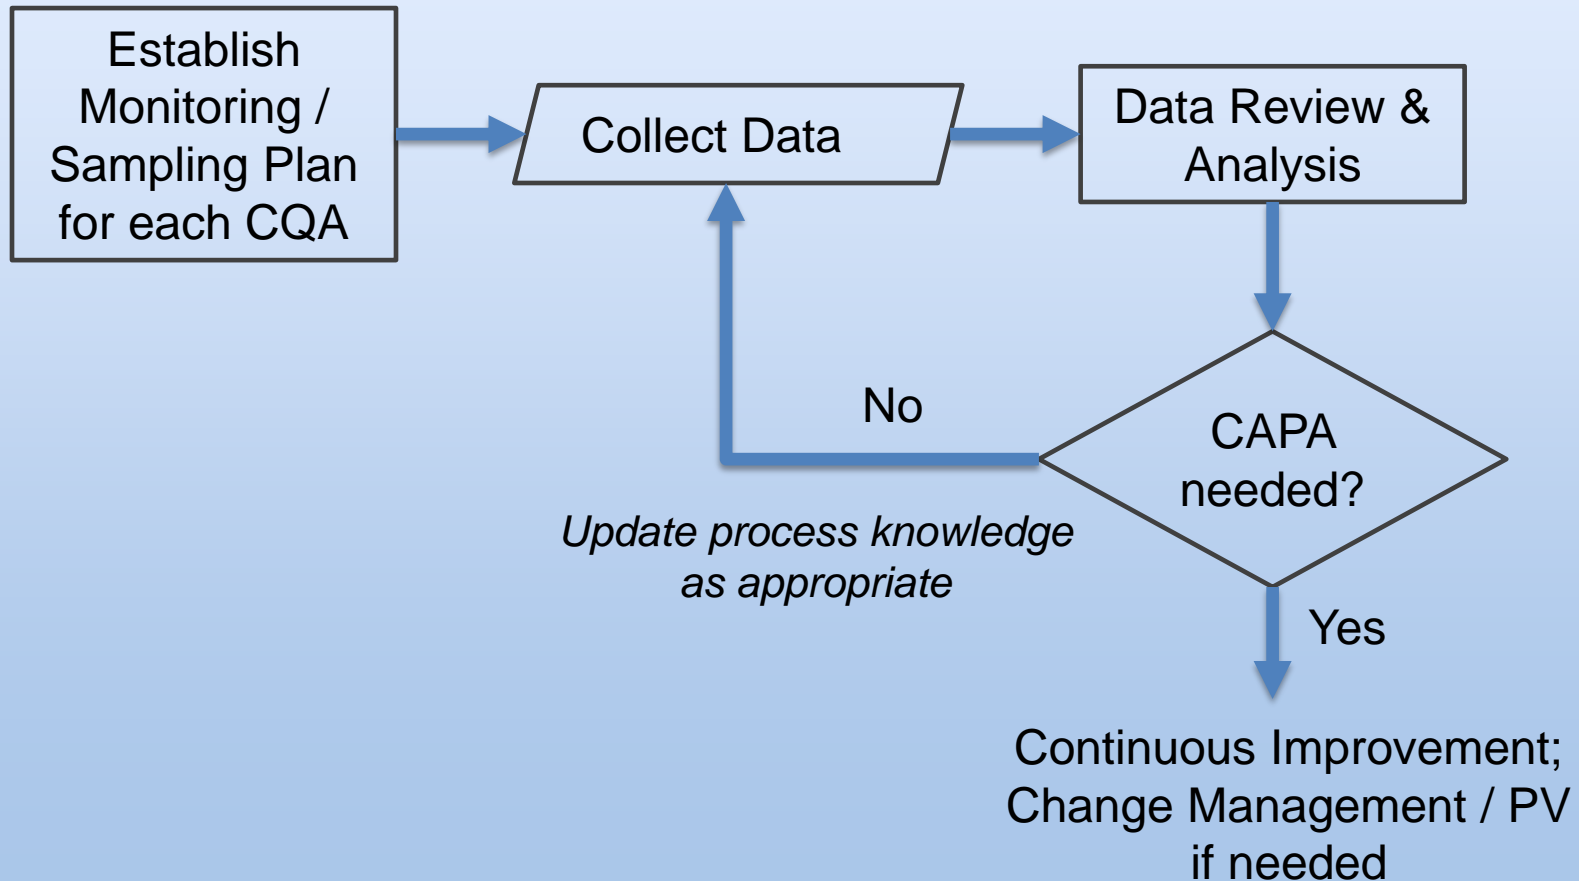 Establish
Monitoring /
Sampling Plan
for each CQA
Collect Data
Data Review &
Analysis
CAPA
needed?
No
Update process knowledge
as appropriate
Yes
Continuous Improvement;
Change Management / PV
if needed